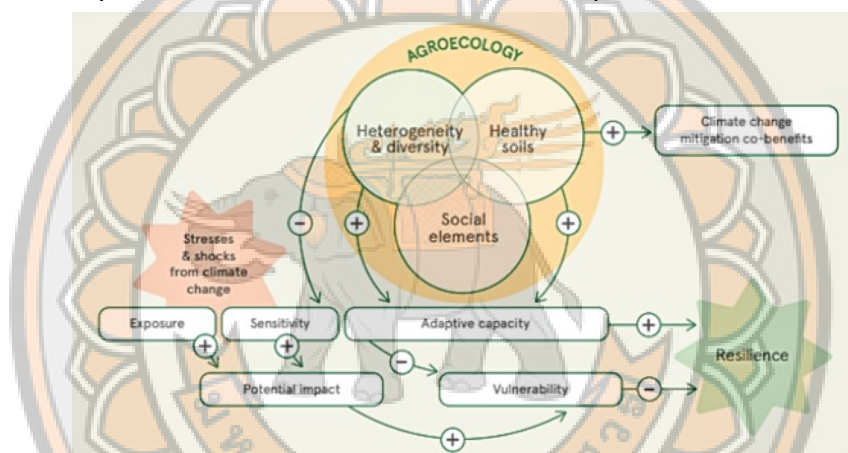 AGROECOLOGY
Heterogeneity
& diversity
Healthy
soils
+
Climate change
mitigation co-benefits
Social
elements
-
+
+
Stresses
& shocks
from climate
change
Exposure
Sensitivity
Adaptive capacity
+
+
+
-
Resilience
Potential impact
Vulnerability
-
+